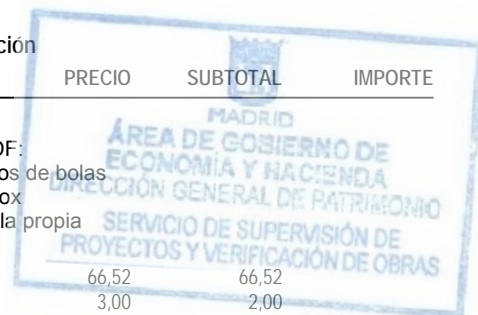 ción
PRECIO SUBTOTAL IMPORTE
MADRID
DF:
ÁREA DE GOBIERNO DE
ECONOMÍA Y HACIENDA
os de bolas
DIRECCIÓN GENERAL DE PATRIMONIO
ox
la propia
SERVICIO DE SUPERVISIÓN DE
PROYECTOS Y VERIFICACIÓN DE OBRAS
66,52 66,52
3,00 2,00